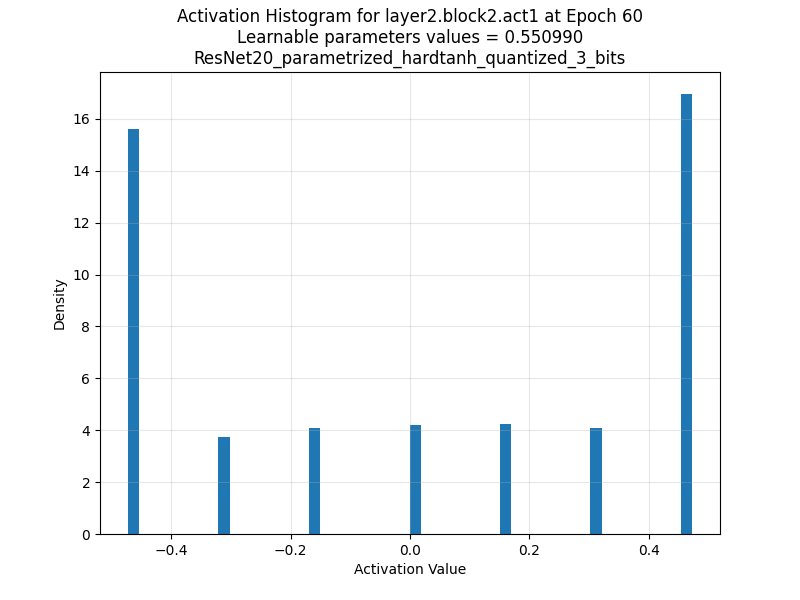 Activation Histogram for layer2.block2.act1 at Epoch 60
Learnable parameters values = 0.550990
ResNet20_parametrized_hardtanh_quantized_3_bits
16
14
12
10
8
6
4
2
0
Density
−0.4
−0.2
0.0
0.2
0.4
Activation Value